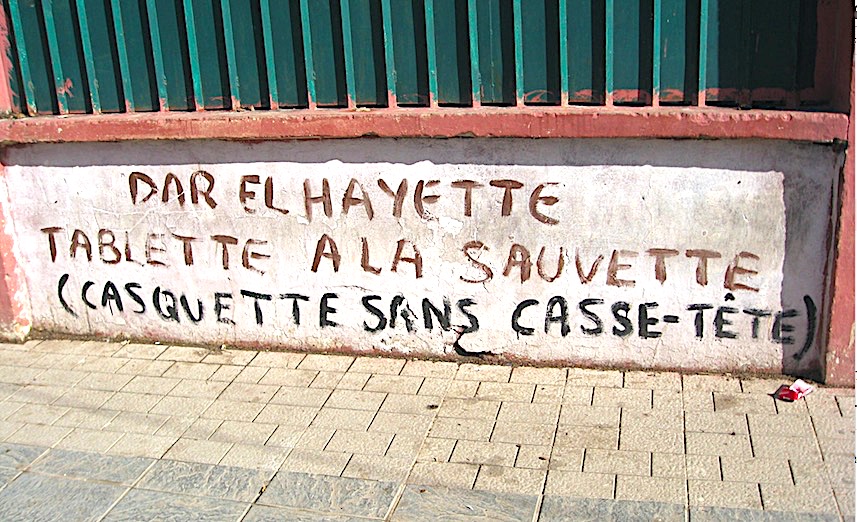 DAR EL HAYETTE
TABLETTE A LA SAUVETTE
(CASQUETTE SANS CASSE-TÊTE)